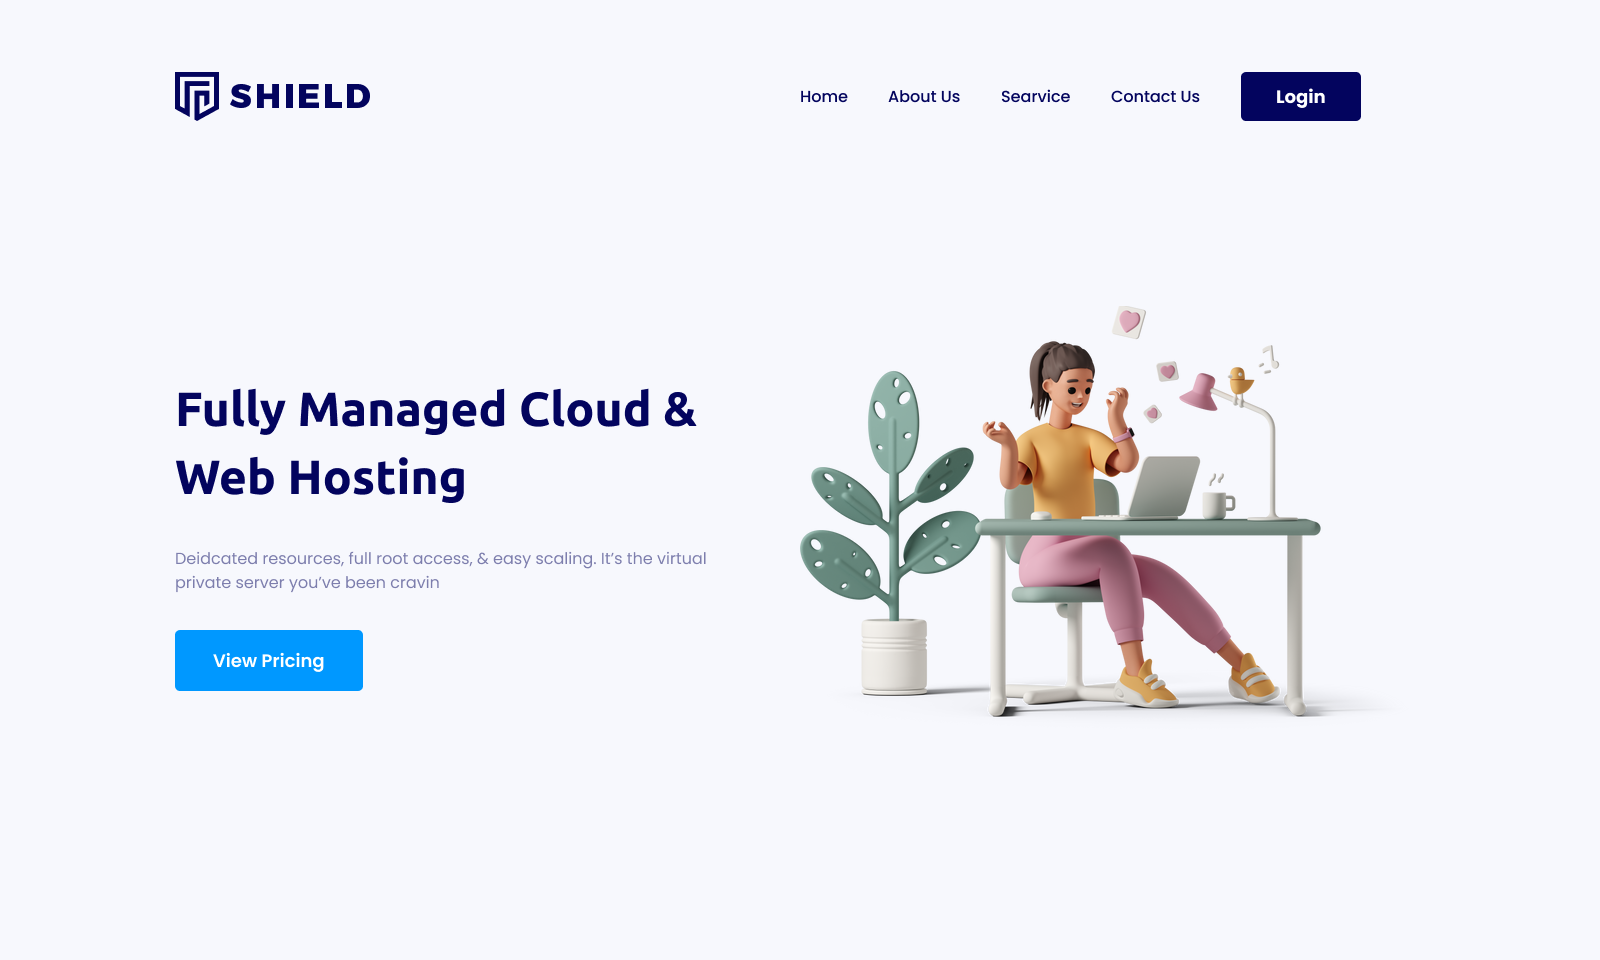 SHIELD
Home About Us Searvice Contact Us Login
Fully Managed Cloud &
Web Hosting
Deidcated resources, full root access, & easy scaling. It’s the virtual
private server you’ve been cravin
View Pricing